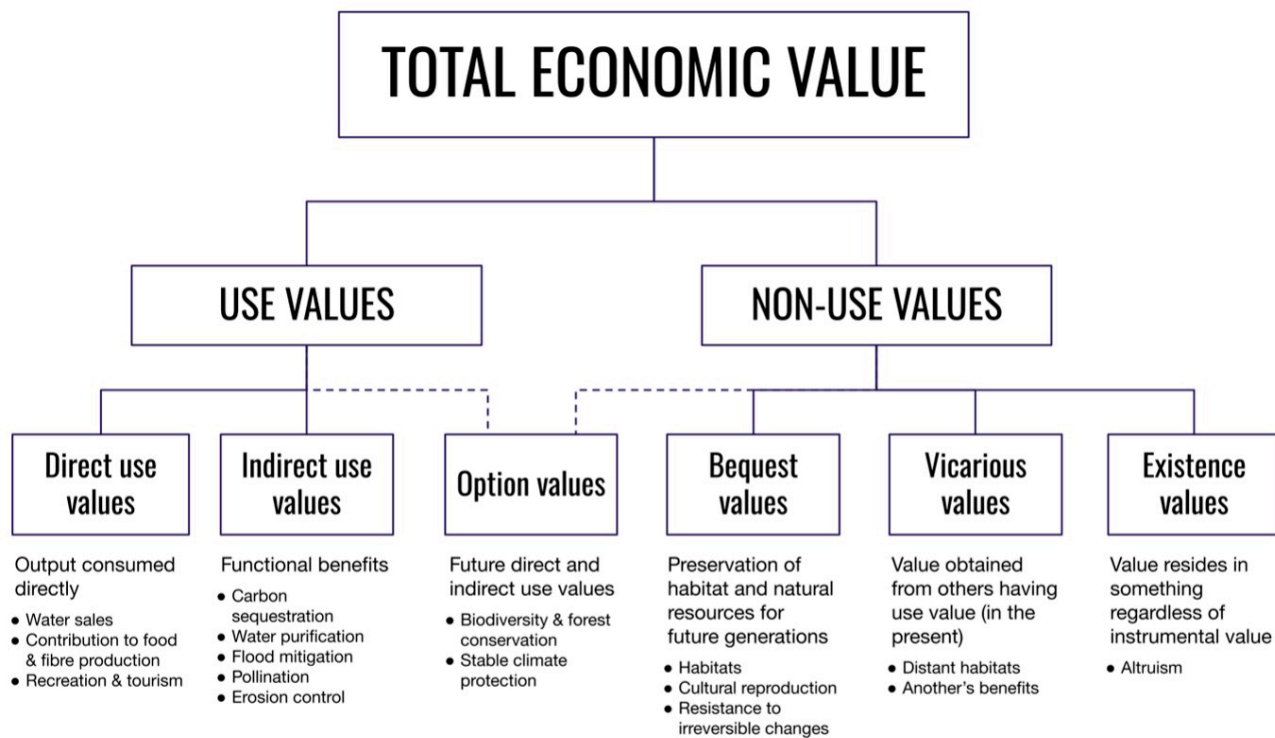 TOTAL ECONOMIC VALUE
USE VALUES
NON-USE VALUES
Direct use
values
Output consumed
directly
● Water sales
● Contribution to food
& fibre production
● Recreation & tourism
Indirect use
values
Functional benefits
● Carbon
sequestration
● Water purification
● Flood mitigation
● Pollination
● Erosion control
Option values
Future direct and
indirect use values
● Biodiversity & forest
conservation
● Stable climate
protection
Bequest
values
Preservation of
habitat and natural
resources for
future generations
● Habitats
● Cultural reproduction
● Resistance to
irreversible changes
Vicarious
values
Value obtained
from others having
use value (in the
present)
● Distant habitats
● Another's benefits
Existence
values
Value resides in
something
regardless of
instrumental value
● Altruism